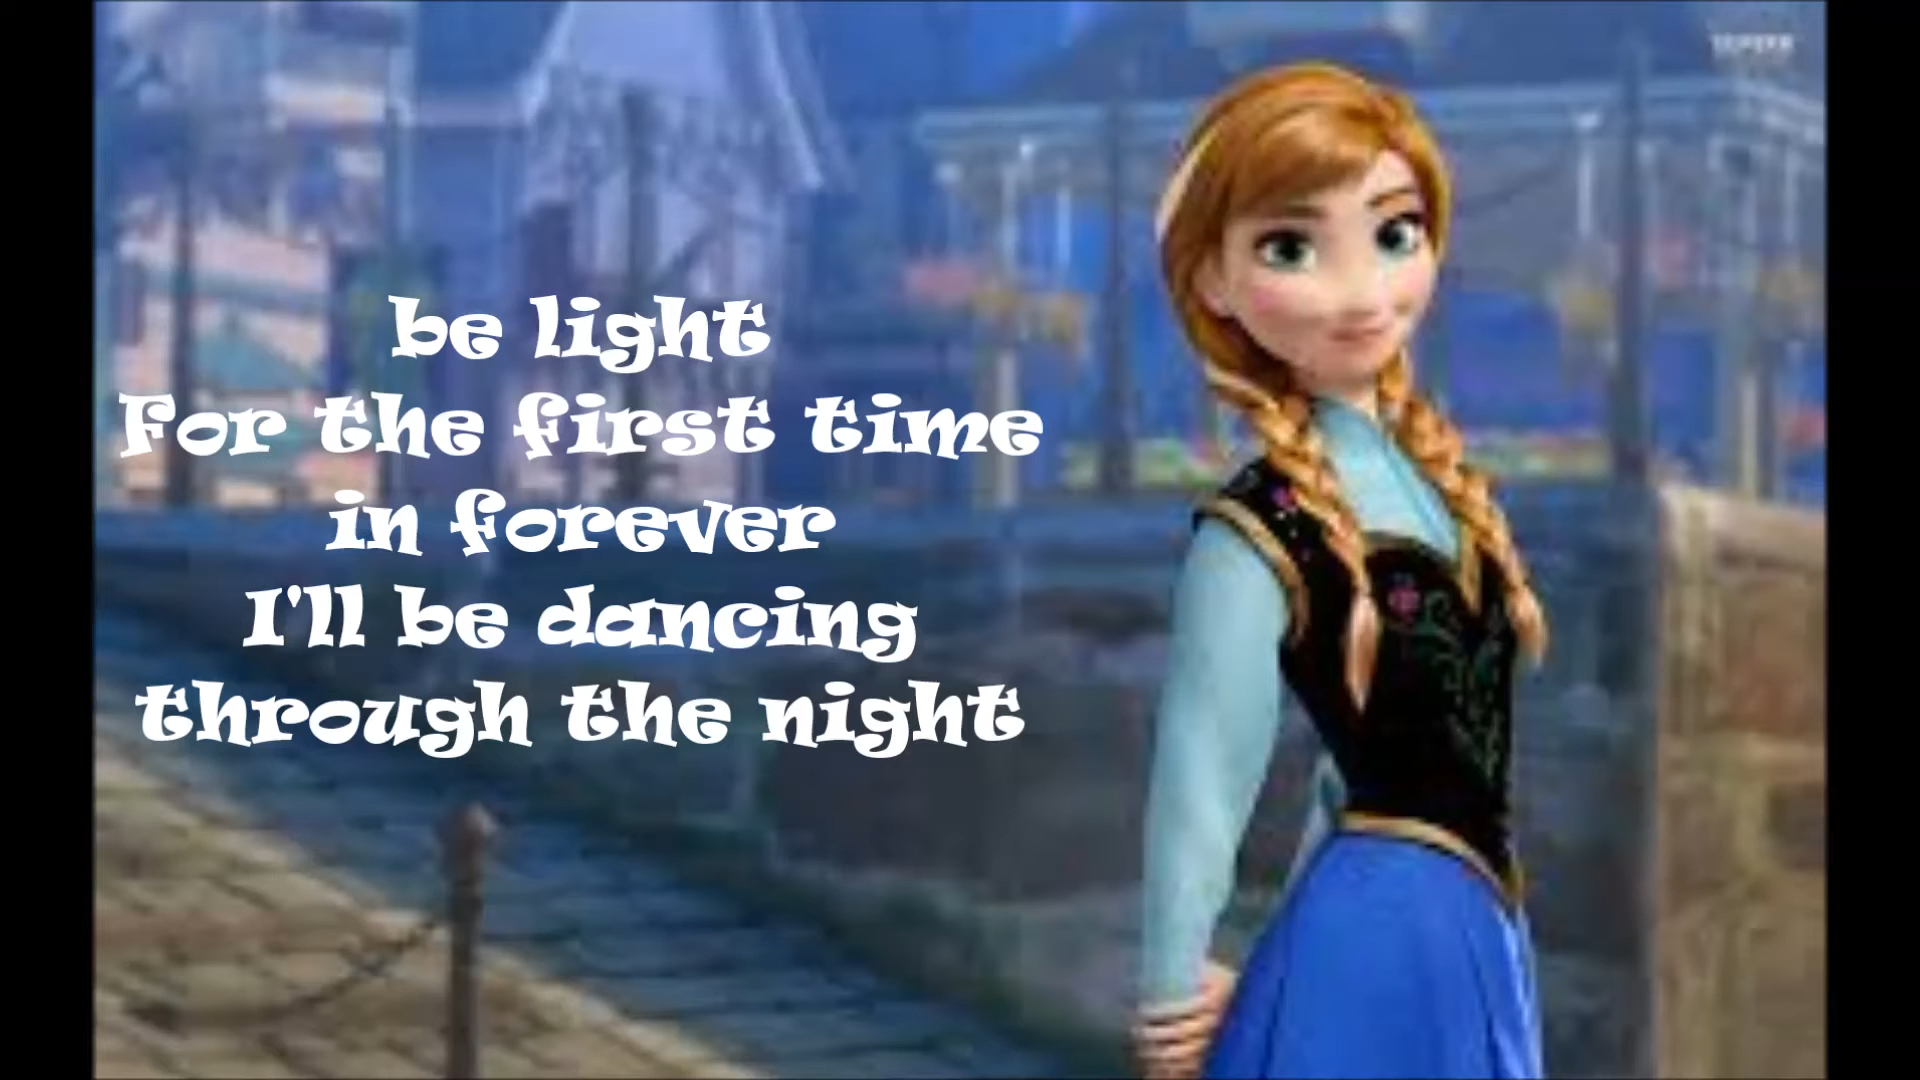 be light
For the first time
in forever
I'll be dancing
through the night